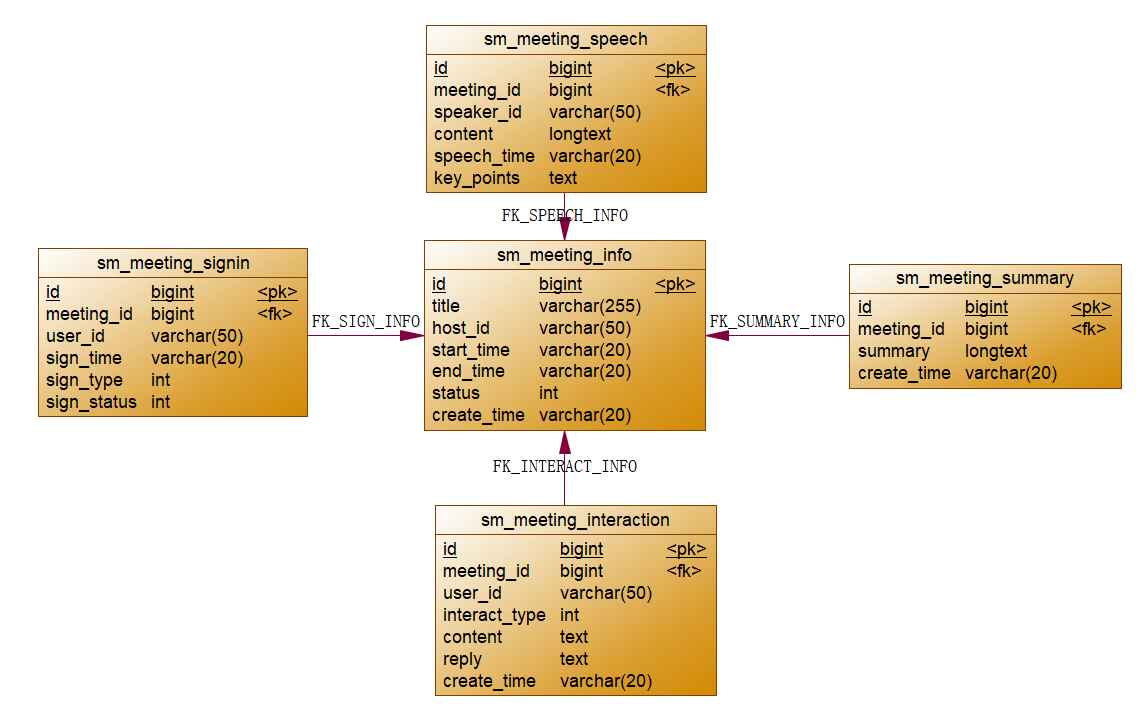 sm_meeting_speech
id bigint <pk>
meeting_id bigint <fk>
speaker_id varchar(50)
content longtext
speech_time varchar(20)
key_points text
FK_SPEECH_INFO
sm_meeting_signin
id bigint <pk>
meeting_id bigint <fk>
user_id varchar(50)
sign_time varchar(20)
sign_type int
sign_status int
FK_SIGN_INFO
sm_meeting_info
id bigint <pk>
title varchar(255)
host_id varchar(50)
start_time varchar(20)
end_time varchar(20)
status int
create_time varchar(20)
FK_SUMMARY_INFO
sm_meeting_summary
id bigint <pk>
meeting_id bigint <fk>
summary longtext
create_time varchar(20)
FK_INTERACT_INFO
sm_meeting_interaction
id bigint <pk>
meeting_id bigint <fk>
user_id varchar(50)
interact_type int
content text
reply text
create_time varchar(20)